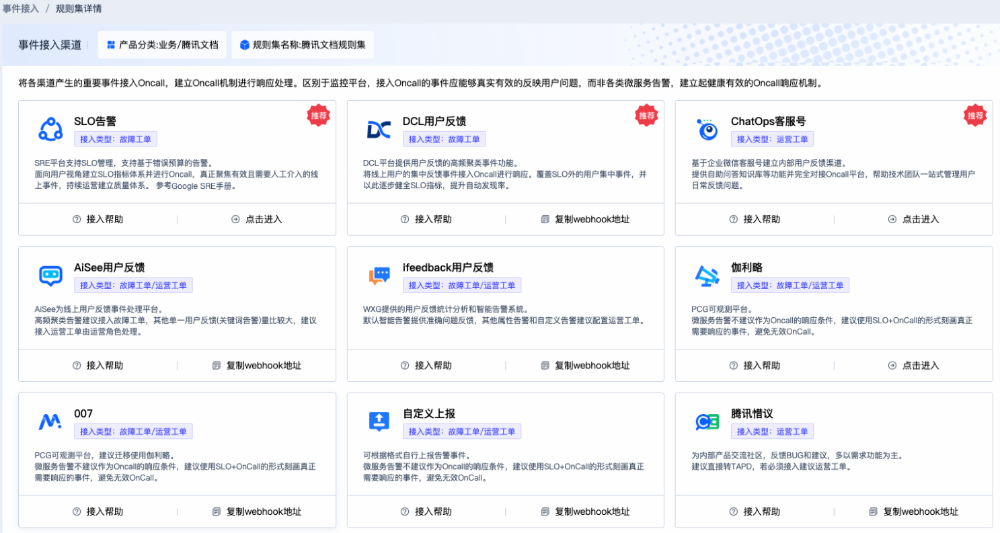 事件接入 / 规则集详情
事件接入渠道
产品分类:业务/腾讯文档
规则集名称:腾讯文档规则集
将各渠道产生的重要事件接入Oncall，建立Oncall机制进行响应处理。区别于监控平台，接入Oncall的事件应能够真实有效的反映用户问题，而非各类微服务告警，建立起健康有效的Oncall响应机制。
推荐
SLO告警
接入类型：故障工单
SRE平台支持SLO管理，支持基于错误预算的告警。
面向用户视角建立SLO指标体系并进行Oncall，真正聚焦有效且需要人工介入的线
上事件，持续运营建立质量体系。 参考Google SRE手册。
接入帮助
点击进入
推荐
DCL用户反馈
接入类型：故障工单
DCL平台提供用户反馈的高频聚类事件功能。
将线上用户的集中反馈事件接入Oncall进行响应。覆盖SLO外的用户集中事件，并
以此逐步健全SLO指标，提升自动发现率。
接入帮助
复制webhook地址
推荐
ChatOps客服号
接入类型：运营工单
基于企业微信客服号建立内部用户反馈渠道。
提供自助问答知识库等功能并完全对接Oncall平台，帮助技术团队一站式管理用户
日常反馈问题。
接入帮助
点击进入
AiSee用户反馈
接入类型：故障工单/运营工单
AiSee为线上用户反馈事件处理平台。
高频聚类告警建议接入故障工单，其他单一用户反馈(关键词告警)量比较大，建议
接入运营工单由运营角色处理。
接入帮助
复制webhook地址
ifeedback用户反馈
接入类型：故障工单/运营工单
WXG提供的用户反馈统计分析和智能告警系统。
默认智能告警提供准确问题反馈，其他属性告警和自定义告警建议配置运营工单。
接入帮助
复制webhook地址
伽利略
接入类型：故障工单/运营工单
PCG可观测平台。
微服务告警不建议作为Oncall的响应条件，建议使用SLO+OnCall的形式刻画真正
需要响应的事件，避免无效OnCall。
接入帮助
点击进入
007
接入类型：故障工单/运营工单
PCG可观测平台，建议迁移使用伽利略。
微服务告警不建议作为Oncall的响应条件，建议使用SLO+OnCall的形式刻画真正
需要响应的事件，避免无效OnCall。
接入帮助
复制webhook地址
自定义上报
接入类型：故障工单/运营工单
可根据格式自行上报告警事件。
微服务告警不建议作为Oncall的响应条件，建议使用SLO+OnCall的形式刻画真正
需要响应的事件，避免无效OnCall。
接入帮助
复制webhook地址
腾讯惜议
接入类型：运营工单
为内部产品交流社区，反馈BUG和建议，多以需求功能为主。
建议直接转TAPD，若必须接入建议运营工单。
接入帮助
复制webhook地址